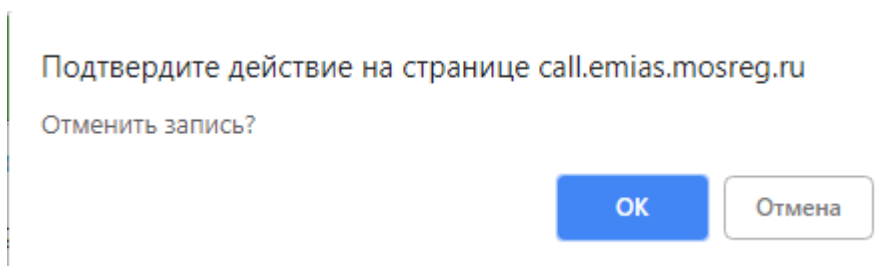 Подтвердите действие на странице call.emias.mosreg.ru
Отменить запись?
ОК
Отмена